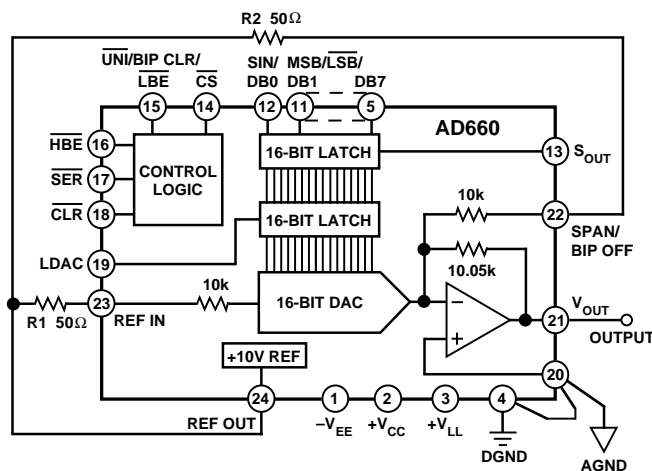 R2 50Ω
UNI/BIP CLR/
LBE
CS
SIN/
DB0
MSB/LSB/
DB1
DB7
15
14
12
11
5
AD660
HBE
16
SER
17
CLR
18
LDAC
19
CONTROL
LOGIC
16-BIT LATCH
13
SOUT
16-BIT LATCH
10k
22
SPAN/
BIP OFF
10.05k
R1 50Ω
23
REF IN
10k
16-BIT DAC
–
+
21
VOUT
OUTPUT
+10V REF
20
24
REF OUT
1
–VEE
2
+VCC
3
+VLL
4
DGND
AGND